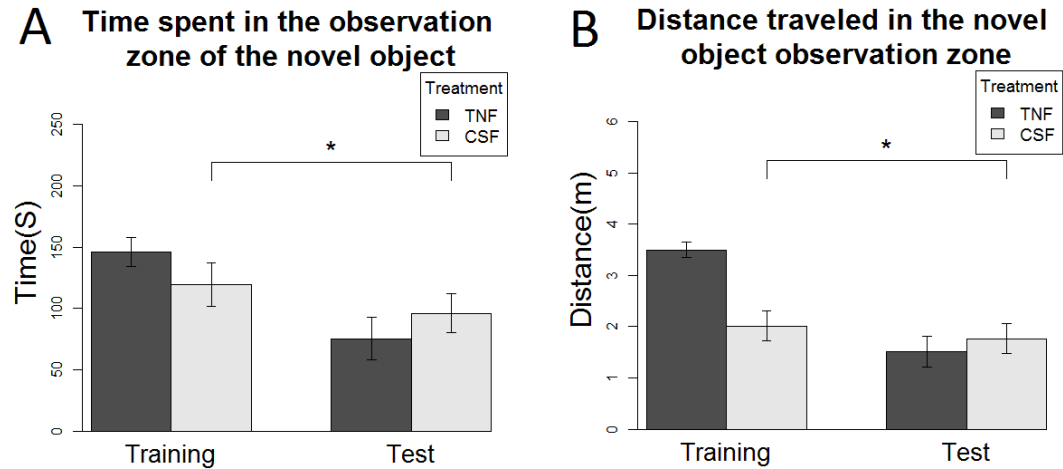 A
Time spent in the observation
zone of the novel object
Treatment
TNF
CSF
Time(S)
250
200
150
100
50
0
*
Training
Test
B
Distance traveled in the novel
object observation zone
Treatment
TNF
CSF
Distance(m)
6
5
4
3
2
1
0
*
Training
Test